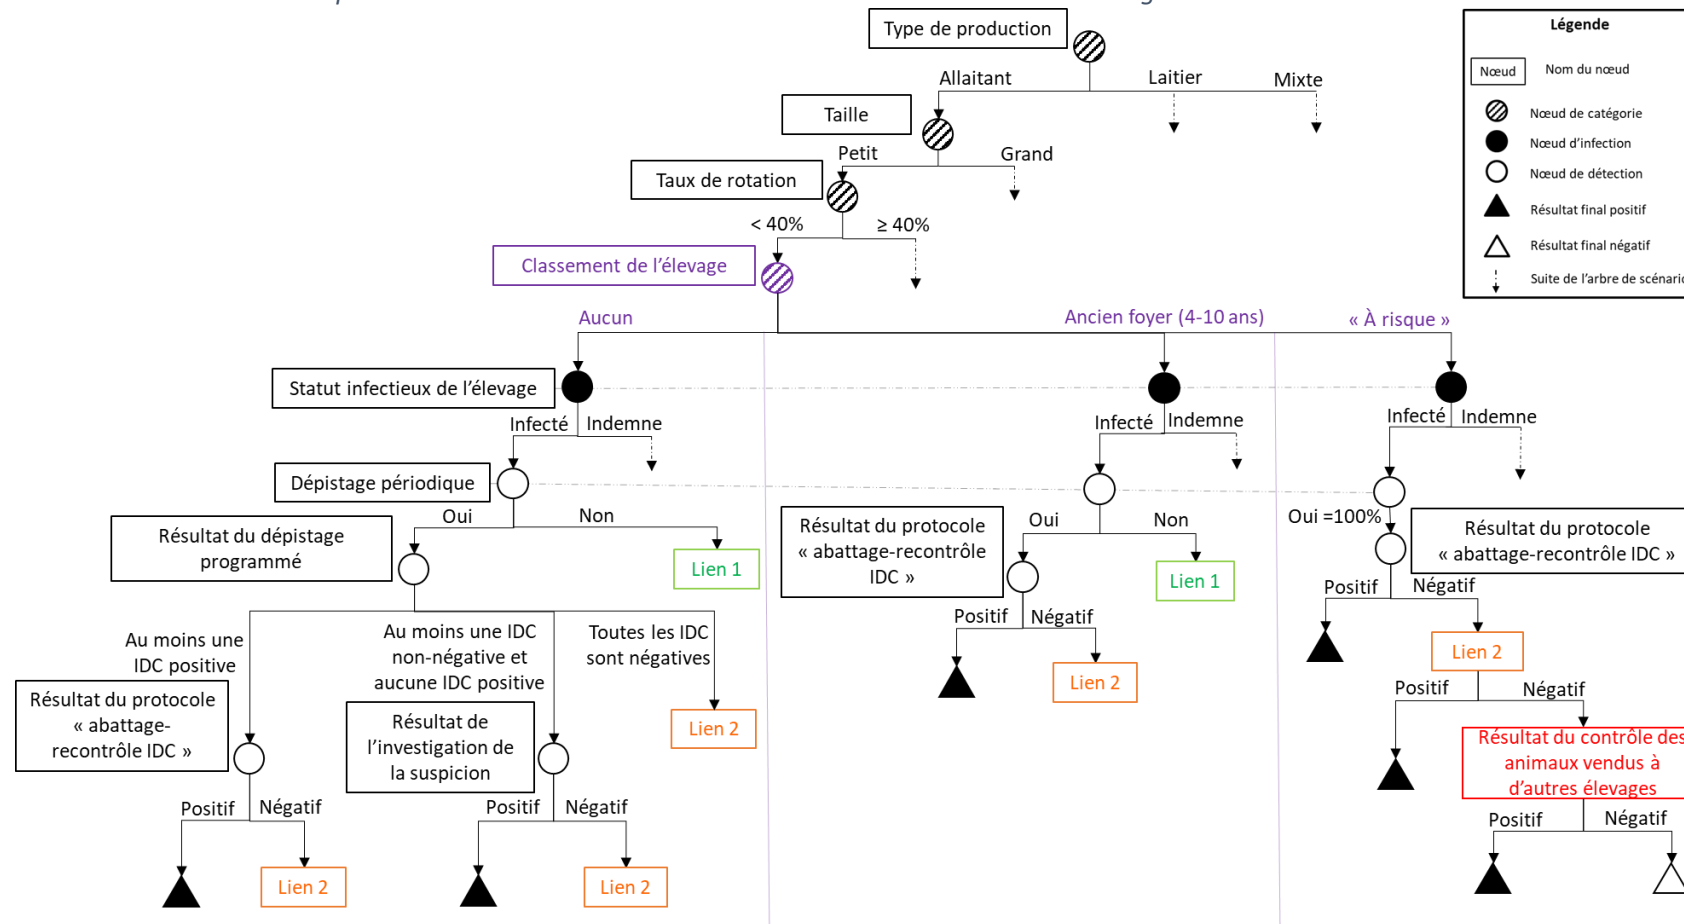 Type de production
Allaitant
Laitier
Mixte
Taille
Petit
Grand
Taux de rotation
< 40%
≥ 40%
Classement de l'élevage
Aucun
Ancien foyer (4-10 ans)
« À risque »
Statut infectieux de l'élevage
Infecté
Indemne
Infecté
Indemne
Infecté
Indemne
Dépistage périodique
Oui
Non
Résultat du dépistage
programmé
Lien 1
Au moins une
IDC positive
Au moins une IDC
non-négative et
aucune IDC positive
Toutes les IDC
sont négatives
Résultat du protocole
« abattage-
recontrôle IDC »
Résultat de
l'investigation de
la suspicion
Lien 2
Positif
Négatif
Lien 2
Positif
Négatif
Lien 2
Résultat du protocole
« abattage-recontrôle
IDC »
Oui
Non
Lien 1
Positif
Négatif
Lien 2
Oui =100%
Résultat du protocole
« abattage-recontrôle IDC »
Positif
Négatif
Lien 2
Positif
Négatif
Résultat du contrôle des
animaux vendus à
d'autres élevages
Positif
Négatif
Légende
Nœud
Nom du nœud
Nœud de catégorie
Nœud d'infection
Nœud de détection
Résultat final positif
Résultat final négatif
Suite de l'arbre de scénario